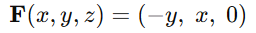 F(x, y, z) = (−y, x, 0)